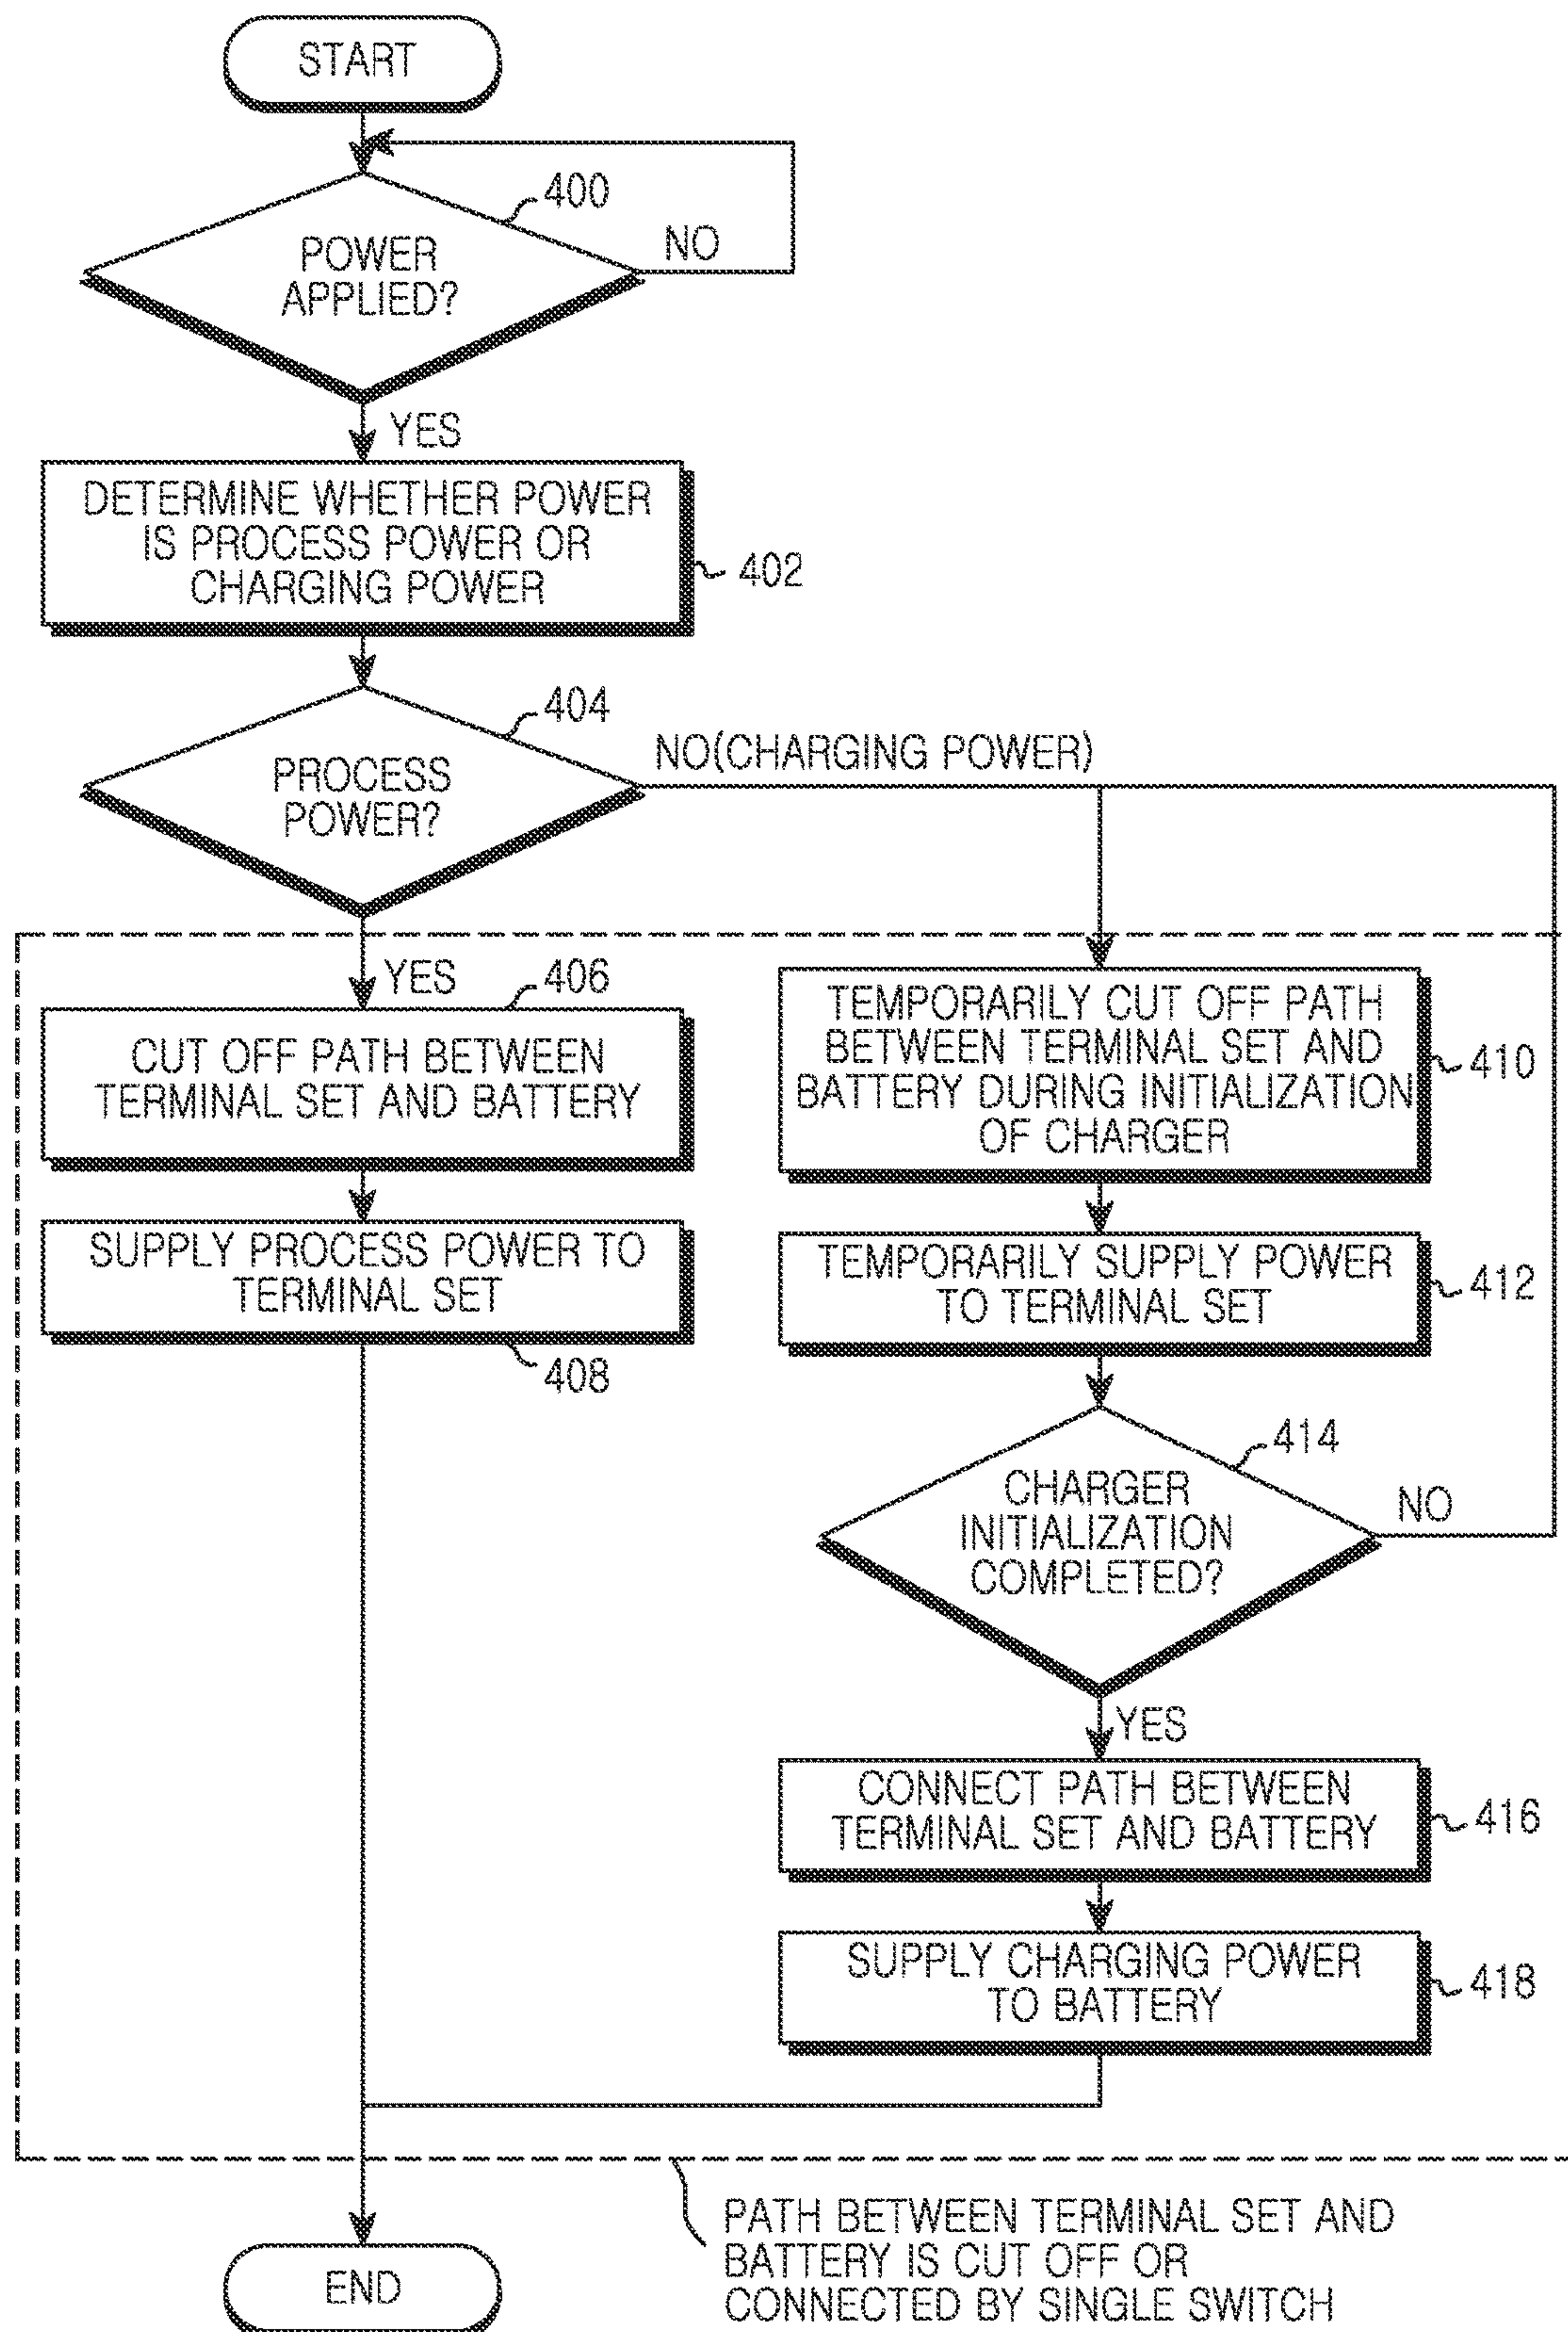 START
400
POWER
APPLIED?
NO
YES
DETERMINE WHETHER POWER
IS PROCESS POWER OR
CHARGING POWER
402
404
PROCESS
POWER?
NO(CHARGING POWER)
YES
406
CUT OFF PATH BETWEEN
TERMINAL SET AND BATTERY
SUPPLY PROCESS POWER TO
TERMINAL SET
408
TEMPORARILY CUT OFF PATH
BETWEEN TERMINAL SET AND
BATTERY DURING INITIALIZATION
OF CHARGER
410
TEMPORARILY SUPPLY POWER
TO TERMINAL SET
412
414
CHARGER
INITIALIZATION
COMPLETED?
NO
YES
CONNECT PATH BETWEEN
TERMINAL SET AND BATTERY
416
SUPPLY CHARGING POWER
TO BATTERY
418
PATH BETWEEN TERMINAL SET AND
BATTERY IS CUT OFF OR
CONNECTED BY SINGLE SWITCH
END